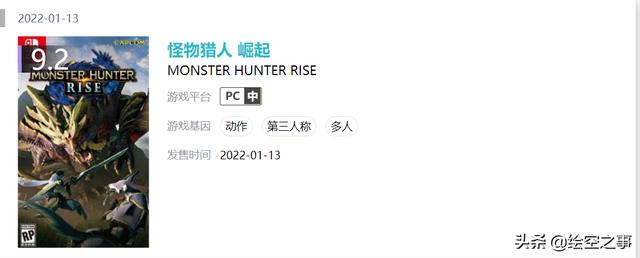 2022-01-13
9.2
CAPCOM
MONSTER HUNTER
RISE
RP
怪物猎人 崛起
MONSTER HUNTER RISE
游戏平台 PC 中
游戏基因 动作 第三人称 多人
发售时间 2022-01-13
头条 @绘空之事